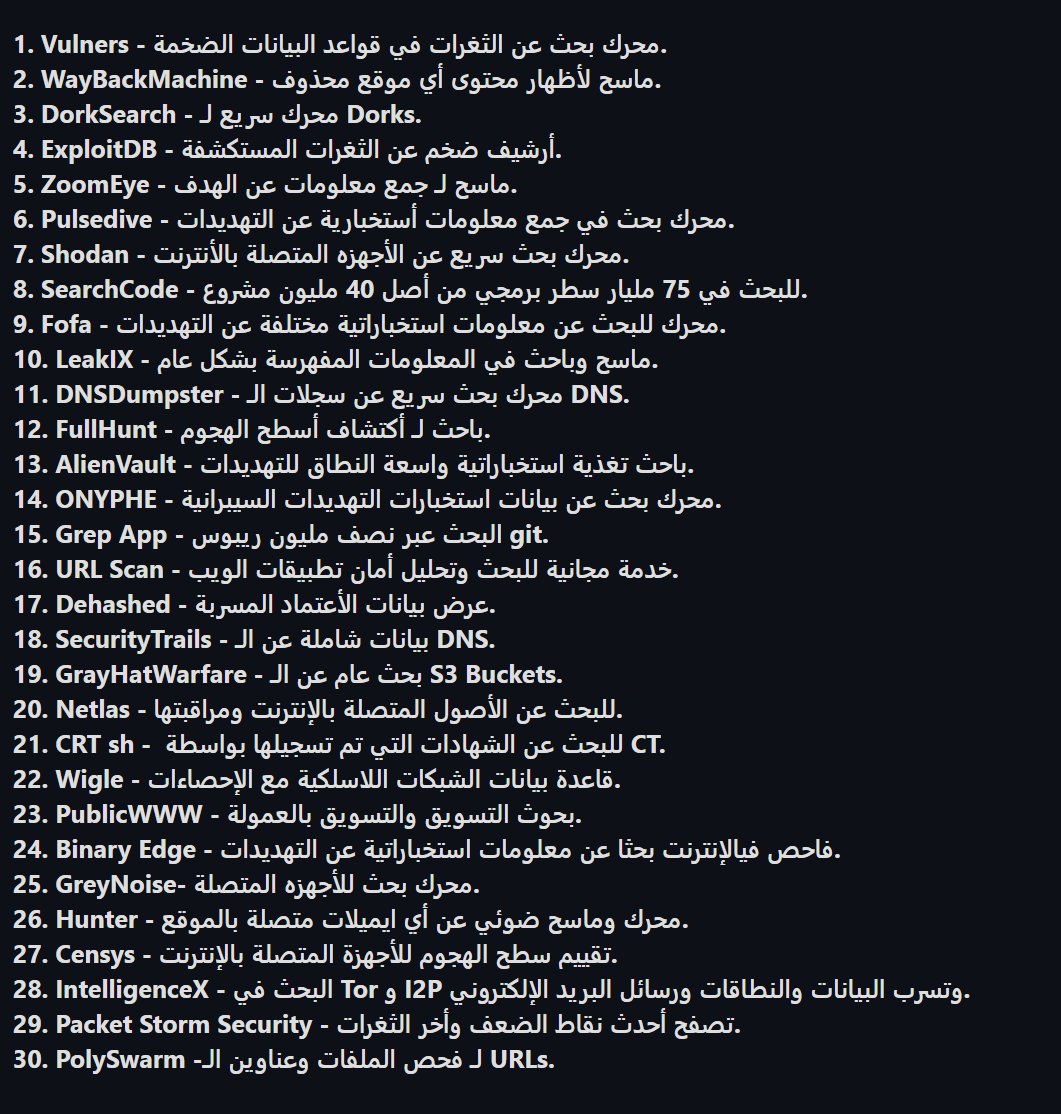 1. Vulners - محرك بحث عن الثغرات في قواعد البيانات الضخمة.
2. WayBackMachine - ماسح لأظهار محتوى أي موقع محذوف.
3. DorkSearch - محرك سريع لـ Dorks.
4. ExploitDB - أرشيف ضخم عن الثغرات المستكشفة.
5. ZoomEye - ماسح لـ جمع معلومات عن الهدف.
6. Pulsedive - محرك بحث في جمع معلومات أستخبارية عن التهديدات.
7. Shodan - محرك بحث سريع عن الأجهزه المتصلة بالأنترنت.
8. SearchCode - للبحث في 75 مليار سطر برمجي من أصل 40 مليون مشروع.
9. Fofa - محرك للبحث عن معلومات استخباراتية مختلفة عن التهديدات.
10. LeakIX - ماسح وباحث في المعلومات المفهرسة بشكل عام.
11. DNSDumpster - محرك بحث سريع عن سجلات الـ DNS.
12. FullHunt - باحث لـ أكتشاف أسطح الهجوم.
13. AlienVault - باحث تغذية استخباراتية واسعة النطاق للتهديدات.
14. ONYPHE - محرك بحث عن بيانات استخبارات التهديدات السيبرانية.
15. Grep App - البحث عبر نصف مليون ريبوس git.
16. URL Scan - خدمة مجانية للبحث وتحليل أمان تطبيقات الويب.
17. Dehashed - عرض بيانات الأعتماد المسربة.
18. SecurityTrails - بيانات شاملة عن الـ DNS.
19. GrayHatWarfare - بحث عام عن الـ S3 Buckets.
20. Netlas - للبحث عن الأصول المتصلة بالإنترنت ومراقبتها.
21. CRT sh - للبحث عن الشهادات التي تم تسجيلها بواسطة CT.
22. Wigle - قاعدة بيانات الشبكات اللاسلكية مع الإحصاءات.
23. PublicWWW - بحوث التسويق والتسويق بالعمولة.
24. Binary Edge - فاحص فيالإنترنت بحثا عن معلومات استخباراتية عن التهديدات.
25. GreyNoise- محرك بحث للأجهزه المتصلة.
26. Hunter - محرك وماسح ضوئي عن أي ايميلات متصلة بالموقع.
27. Censys - تقييم سطح الهجوم للأجهزة المتصلة بالإنترنت.
28. IntelligenceX - البحث في Tor و I2P وتسرب البيانات والنطاقات ورسائل البريد الإلكتروني.
29. Packet Storm Security - تصفح أحدث نقاط الضعف وأخر الثغرات.
30. PolySwarm -لـ فحص الملفات وعناوين الـ URLs.